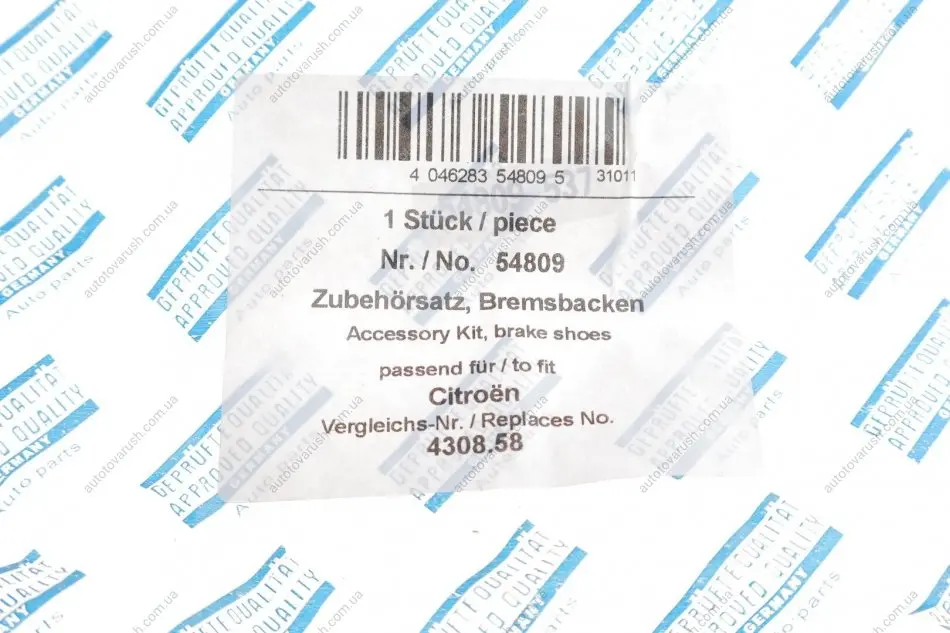 4 046283 54809 5 31011
1 Stück / piece
Nr. / No. 54809
Zubehörsatz, Bremsbacken
Accessory Kit, brake shoes
passend für / to fit
Citroën
Vergleichs-Nr. / Replaces No.
4308.58
GEPRÜFTE QUALITÄT
APPROVED QUALITY
GERMANY
Auto parts
autotovarush.com.ua